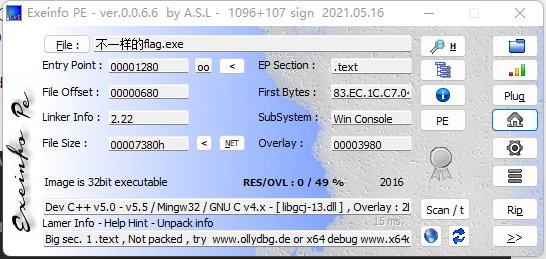 Exeinfo PE - ver.0.0.6.6 by A.S.L - 1096+107 sign 2021.05.16
File : 不一样的flag.exe H
Entry Point : 00001280 oo < EP Section : .text
File Offset : 00000680 First Bytes : 83.EC.1C.C7.0 Plug
Linker Info : 2.22 SubSystem : Win Console PE
File Size : 00007380h < NET Overlay : 00003980
Image is 32bit executable RES/OVL : 0 / 49 % 2016
Dev C++ v5.0 - v5.5 / Mingw32 / GNU C v4.x - [ libgcj-13.dll ] , Overlay : 2 Scan / t Rip
Lamer Info - Help Hint - Unpack info 15 ms.
Big sec. 1 .text , Not packed , try www.ollydbg.de or x64 debug www.x64 >>
Exeinfo Pe